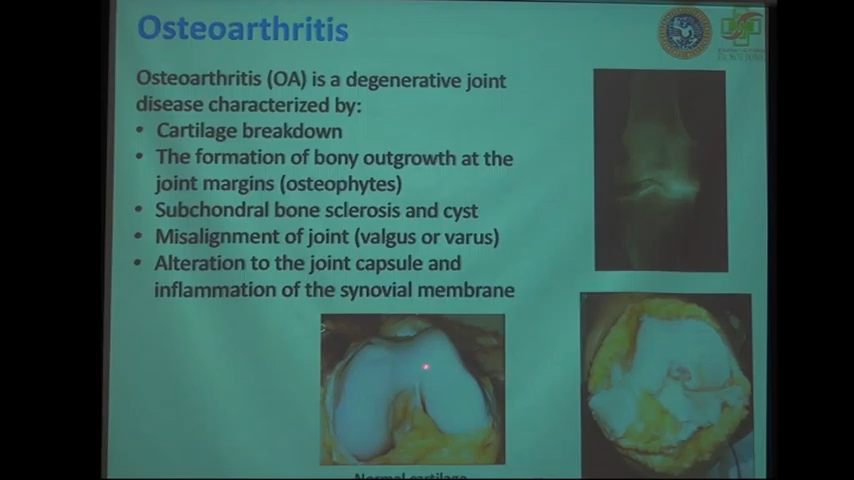 Osteoarthritis
Osteoarthritis (OA) is a degenerative joint
disease characterized by:
• Cartilage breakdown
• The formation of bony outgrowth at the
joint margins (osteophytes)
• Subchondral bone sclerosis and cyst
• Misalignment of joint (valgus or varus)
• Alteration to the joint capsule and
inflammation of the synovial membrane
Normal cartilage